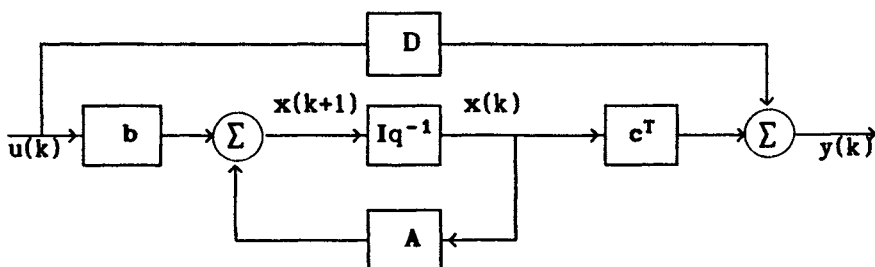 D
x(k+1) x(k)
u(k) b Σ Iq⁻¹ cᵀ Σ y(k)
A